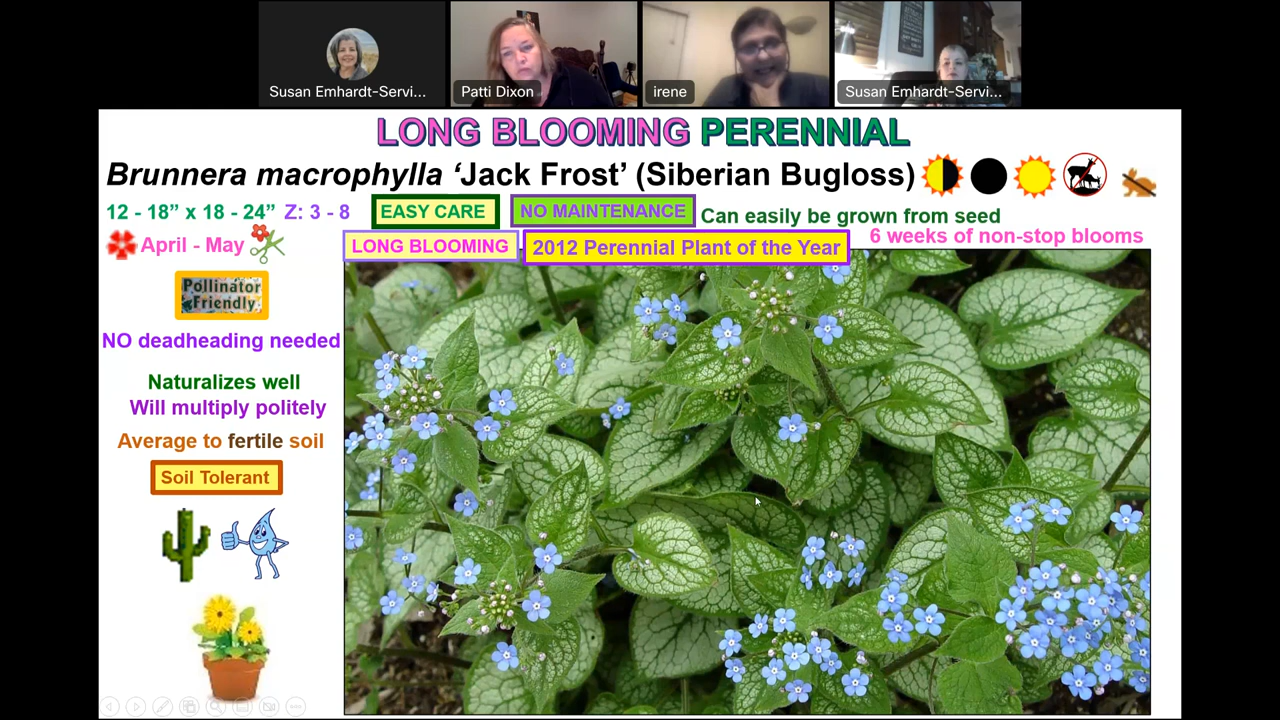 Susan Emhardt-Servi...
Patti Dixon
irene
Susan Emhardt-Servi...
LONG BLOOMING PERENNIAL
Brunnera macrophylla ‘Jack Frost’ (Siberian Bugloss)
12 - 18” x 18 - 24” Z: 3 - 8
EASY CARE
NO MAINTENANCE
Can easily be grown from seed
April - May
LONG BLOOMING
2012 Perennial Plant of the Year
6 weeks of non-stop blooms
Pollinator
Friendly
NO deadheading needed
Naturalizes well
Will multiply politely
Average to fertile soil
Soil Tolerant